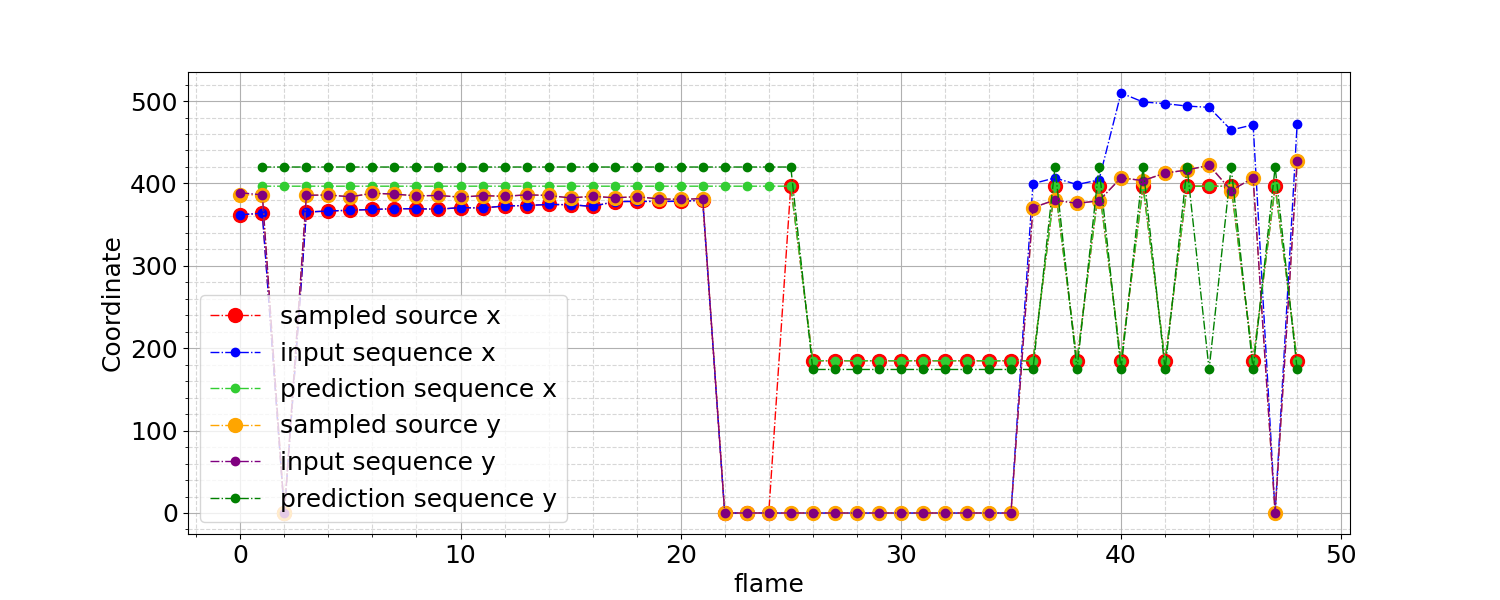 500
400
300
200
100
0
Coordinate
sampled source x
input sequence x
prediction sequence x
sampled source y
input sequence y
prediction sequence y
0 10 20 30 40 50
flame